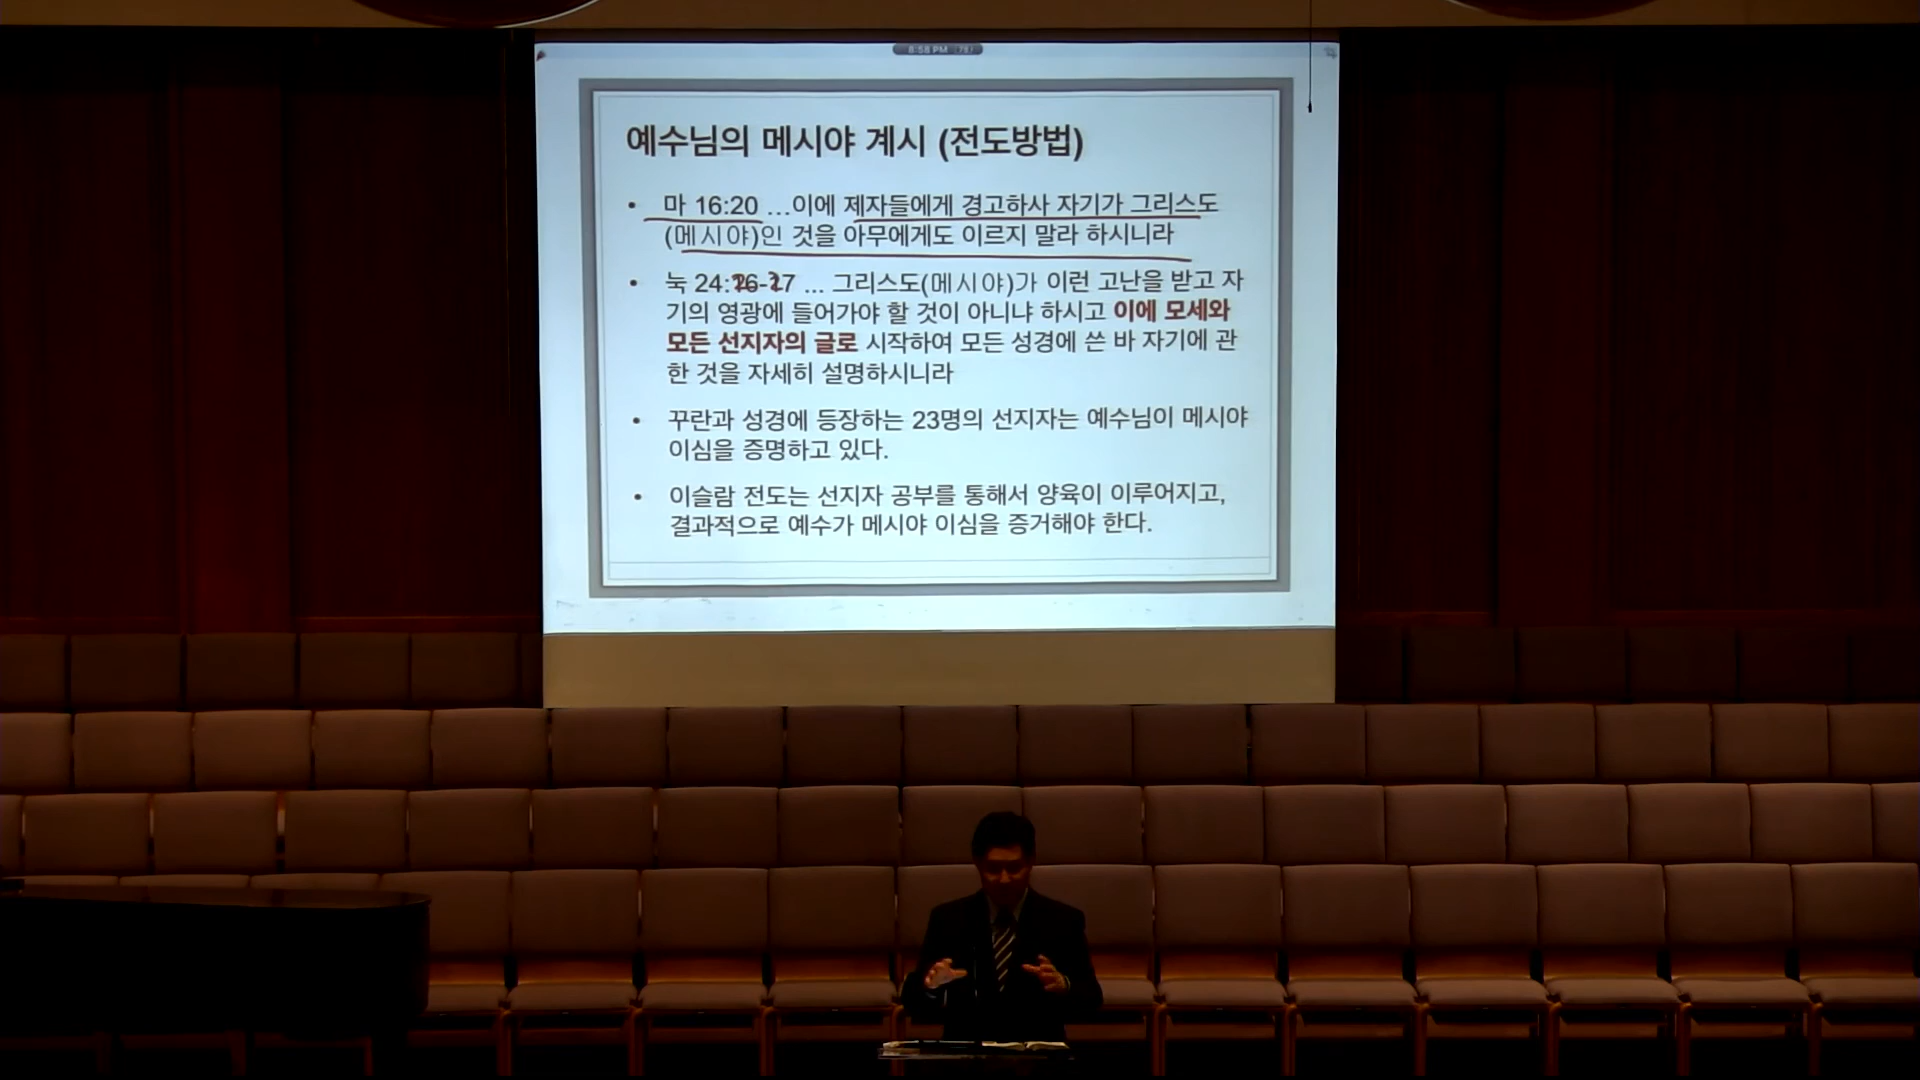 8:58 PM
예수님의 메시야 계시 (전도방법)
• 마 16:20 …이에 제자들에게 경고하사 자기가 그리스도
(메시야)인 것을 아무에게도 이르지 말라 하시니라
• 눅 24:26-27 ... 그리스도(메시야)가 이런 고난을 받고 자
기의 영광에 들어가야 할 것이 아니냐 하시고 이에 모세와
모든 선지자의 글로 시작하여 모든 성경에 쓴 바 자기에 관
한 것을 자세히 설명하시니라
• 꾸란과 성경에 등장하는 23명의 선지자는 예수님이 메시야
이심을 증명하고 있다.
• 이슬람 전도는 선지자 공부를 통해서 양육이 이루어지고,
결과적으로 예수가 메시야 이심을 증거해야 한다.